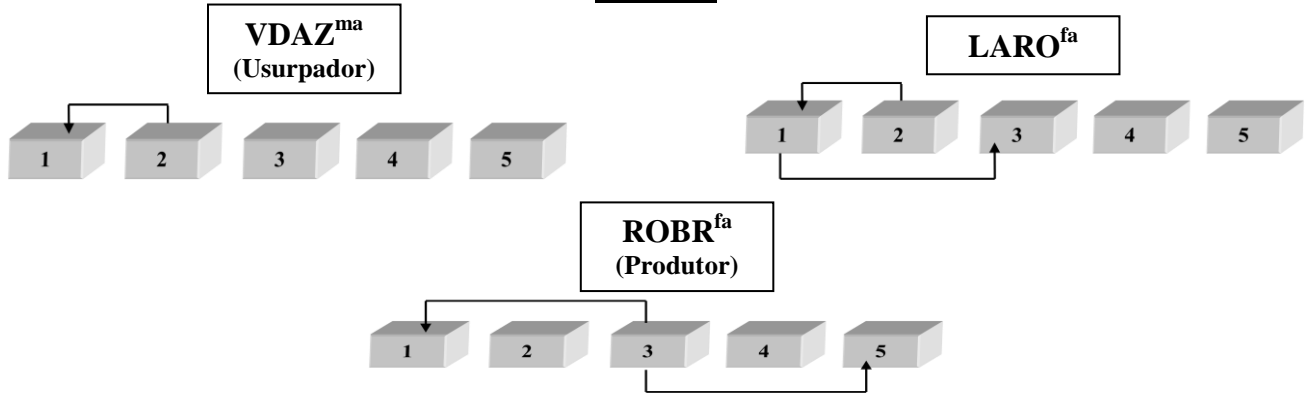 VDAZma
(Usurpador)
1 2 3 4 5
LAROfa
1 2 3 4 5
ROBRfa
(Produtor)
1 2 3 4 5